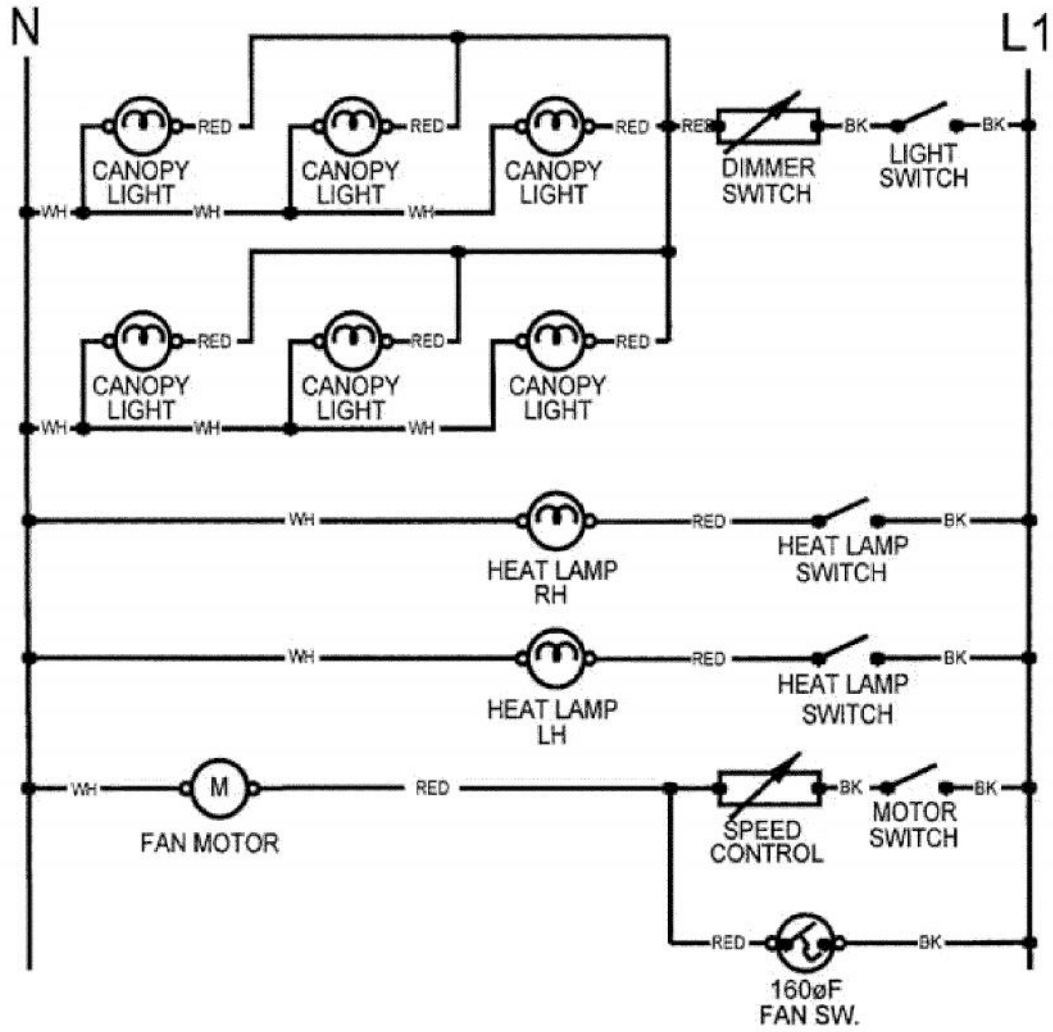 N
L1
RED
RED
RED
RED
BK
BK
CANOPY
LIGHT
CANOPY
LIGHT
CANOPY
LIGHT
DIMMER
SWITCH
LIGHT
SWITCH
WH
WH
WH
RED
RED
RED
CANOPY
LIGHT
CANOPY
LIGHT
CANOPY
LIGHT
WH
WH
WH
WH
RED
BK
HEAT LAMP
RH
HEAT LAMP
SWITCH
WH
RED
BK
HEAT LAMP
LH
HEAT LAMP
SWITCH
WH
M
RED
BK
BK
FAN MOTOR
SPEED
CONTROL
MOTOR
SWITCH
RED
BK
160øF
FAN SW.